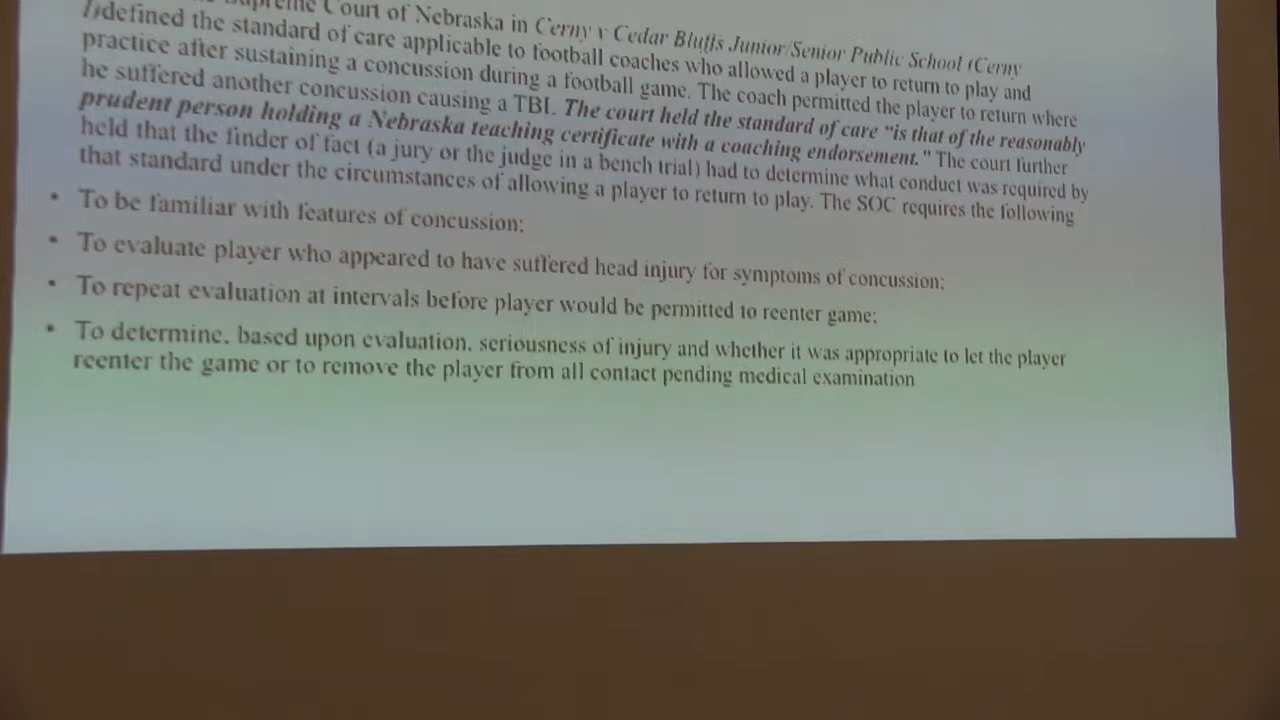 Supreme Court of Nebraska in Cerny v Cedar Bluffs Junior/Senior Public School (Cerny
I)defined the standard of care applicable to football coaches who allowed a player to return to play and
practice after sustaining a concussion during a football game. The coach permitted the player to return where
he suffered another concussion causing a TBI. The court held the standard of care "is that of the reasonably
prudent person holding a Nebraska teaching certificate with a coaching endorsement." The court further
held that the finder of fact (a jury or the judge in a bench trial) had to determine what conduct was required by
that standard under the circumstances of allowing a player to return to play. The SOC requires the following
• To be familiar with features of concussion;
• To evaluate player who appeared to have suffered head injury for symptoms of concussion;
• To repeat evaluation at intervals before player would be permitted to reenter game;
• To determine, based upon evaluation, seriousness of injury and whether it was appropriate to let the player
reenter the game or to remove the player from all contact pending medical examination